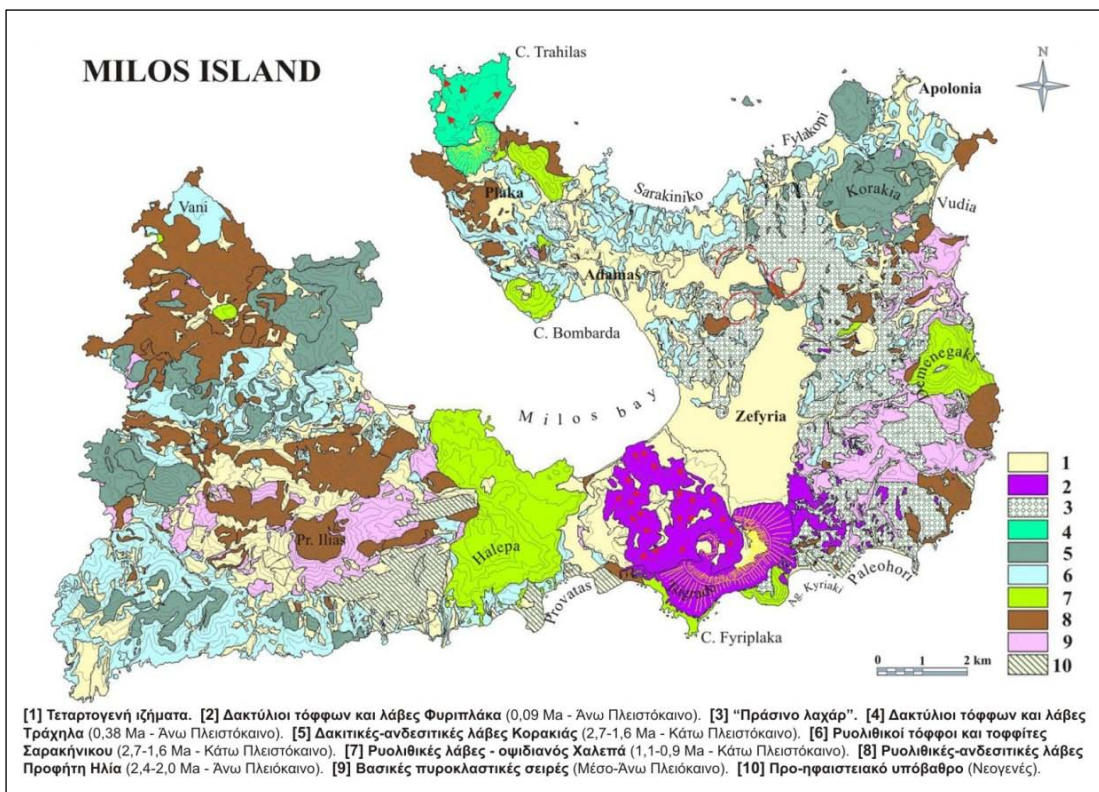 MILOS ISLAND
C. Trahilas
N
Apolonia
Fylakopi
Plaka
Sarakiniko
Korakia
Vudia
Vani
Adamas
C. Bombarda
Milos bay
Demenegaki
Zefyria
Pr. Ilias
Halepa
Provatas
Ag. Kyriaki
Paleohori
C. Fyriplaka
0 1 2 km
1
2
3
4
5
6
7
8
9
10
[1] Τεταρτογενή ιζήματα. [2] Δακτύλιοι τόφφων και λάβες Φυριπλάκα (0,09 Ma - Άνω Πλειστόκαινο). [3] “Πράσινο λαχάρ”. [4] Δακτύλιοι τόφφων και λάβες
Τράχηλα (0,38 Ma - Άνω Πλειστόκαινο). [5] Δακιτικές-ανδεσιτικές λάβες Κορακιάς (2,7-1,6 Ma - Κάτω Πλειστόκαινο). [6] Ρυολιθικοί τόφφοι και τοφφίτες
Σαρακήνικου (2,7-1,6 Ma - Κάτω Πλειστόκαινο). [7] Ρυολιθικές λάβες - οψιδιανός Χαλεπά (1,1-0,9 Ma - Κάτω Πλειστόκαινο). [8] Ρυολιθικές-ανδεσιτικές λάβες
Προφήτη Ηλία (2,4-2,0 Ma - Άνω Πλειόκαινο). [9] Βασικές πυροκλαστικές σειρές (Μέσο-Άνω Πλειόκαινο). [10] Προ-ηφαιστειακό υπόβαθρο (Νεογενές).